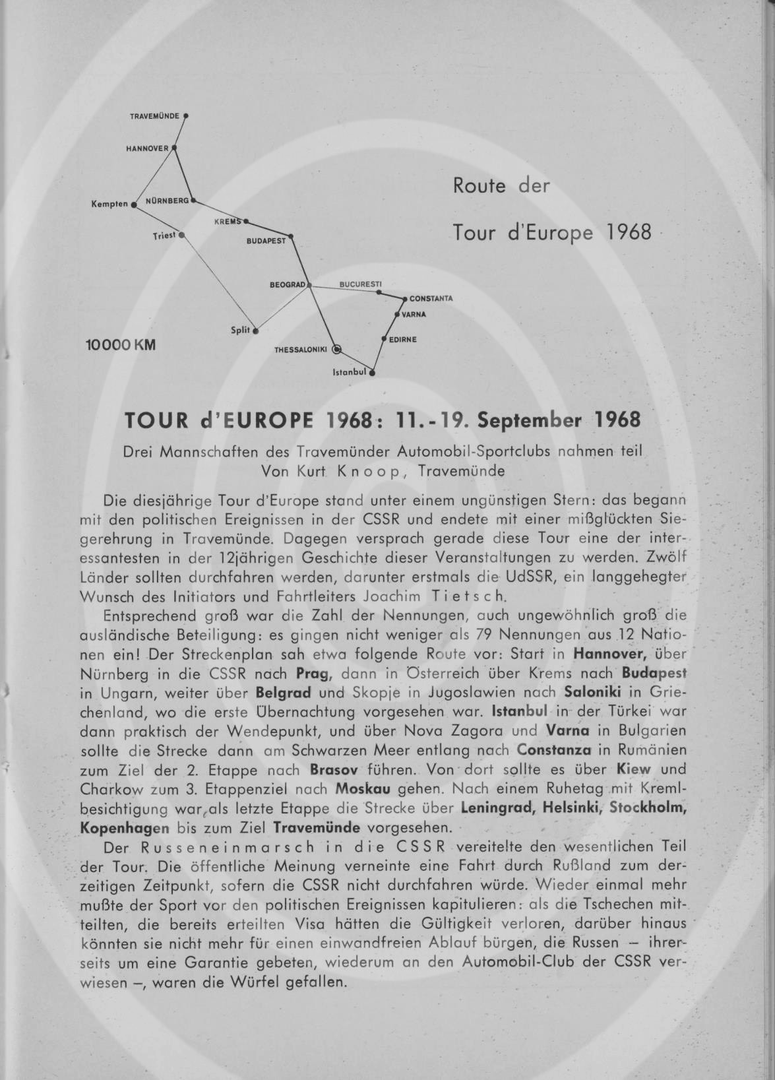 TRAVEMÜNDE
HANNOVER
Kempten
NÜRNBERG
KREMS
Triest
BUDAPEST
BEOGRAD
BUCURESTI
CONSTANTA
VARNA
Split
EDIRNE
THESSALONIKI
Istanbul
10000 KM
Route der
Tour d'Europe 1968
TOUR d'EUROPE 1968: 11.-19. September 1968
Drei Mannschaften des Travemünder Automobil-Sportclubs nahmen teil
Von Kurt K n o o p , Travemünde
Die diesjährige Tour d'Europe stand unter einem ungünstigen Stern: das begann
mit den politischen Ereignissen in der CSSR und endete mit einer mißglückten Sie-
gerehrung in Travemünde. Dagegen versprach gerade diese Tour eine der inter-
essantesten in der 12jährigen Geschichte dieser Veranstaltungen zu werden. Zwölf
Länder sollten durchfahren werden, darunter erstmals die UdSSR, ein langgehegter
Wunsch des Initiators und Fahrtleiters Joachim T i e t s c h.
Entsprechend groß war die Zahl der Nennungen, auch ungewöhnlich groß die
ausländische Beteiligung: es gingen nicht weniger als 79 Nennungen aus 12 Natio-
nen ein! Der Streckenplan sah etwa folgende Route vor: Start in Hannover, über
Nürnberg in die CSSR nach Prag, dann in Österreich über Krems nach Budapest
in Ungarn, weiter über Belgrad und Skopje in Jugoslawien nach Saloniki in Grie-
chenland, wo die erste Übernachtung vorgesehen war. Istanbul in der Türkei war
dann praktisch der Wendepunkt, und über Nova Zagora und Varna in Bulgarien
sollte die Strecke dann am Schwarzen Meer entlang nach Constanza in Rumänien
zum Ziel der 2. Etappe nach Brasov führen. Von dort sollte es über Kiew und
Charkow zum 3. Etappenziel nach Moskau gehen. Nach einem Ruhetag mit Kreml-
besichtigung war als letzte Etappe die Strecke über Leningrad, Helsinki, Stockholm,
Kopenhagen bis zum Ziel Travemünde vorgesehen.
Der R u s s e n e i n m a r s c h i n d i e C S S R vereitelte den wesentlichen Teil
der Tour. Die öffentliche Meinung verneinte eine Fahrt durch Rußland zum der-
zeitigen Zeitpunkt, sofern die CSSR nicht durchfahren würde. Wieder einmal mehr
mußte der Sport vor den politischen Ereignissen kapitulieren: als die Tschechen mit-
teilten, die bereits erteilten Visa hätten die Gültigkeit verloren, darüber hinaus
könnten sie nicht mehr für einen einwandfreien Ablauf bürgen, die Russen — ihrer-
seits um eine Garantie gebeten, wiederum an den Automobil-Club der CSSR ver-
wiesen —, waren die Würfel gefallen.